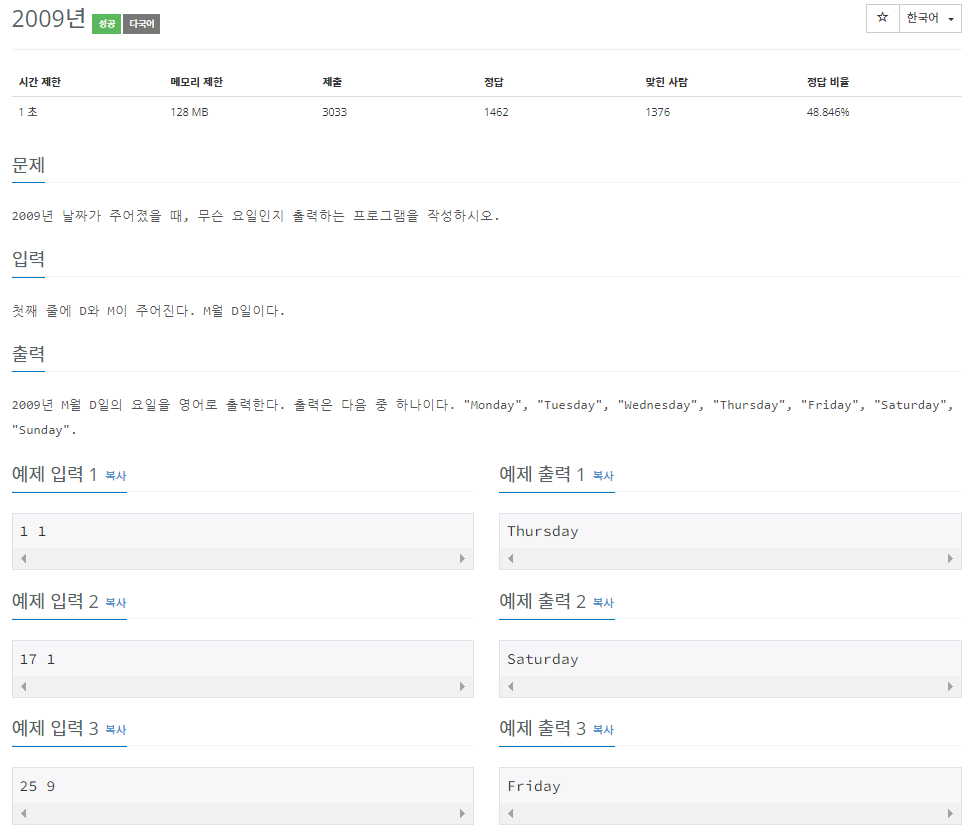 2009년 성공 다국어
☆ 한국어
시간 제한 메모리 제한 제출 정답 맞힌 사람 정답 비율
1 초 128 MB 3033 1462 1376 48.846%
문제
2009년 날짜가 주어졌을 때, 무슨 요일인지 출력하는 프로그램을 작성하시오.
입력
첫째 줄에 D와 M이 주어진다. M월 D일이다.
출력
2009년 M월 D일의 요일을 영어로 출력한다. 출력은 다음 중 하나이다. "Monday", "Tuesday", "Wednesday", "Thursday", "Friday", "Saturday",
"Sunday".
예제 입력 1 복사
1 1
예제 출력 1 복사
Thursday
예제 입력 2 복사
17 1
예제 출력 2 복사
Saturday
예제 입력 3 복사
25 9
예제 출력 3 복사
Friday